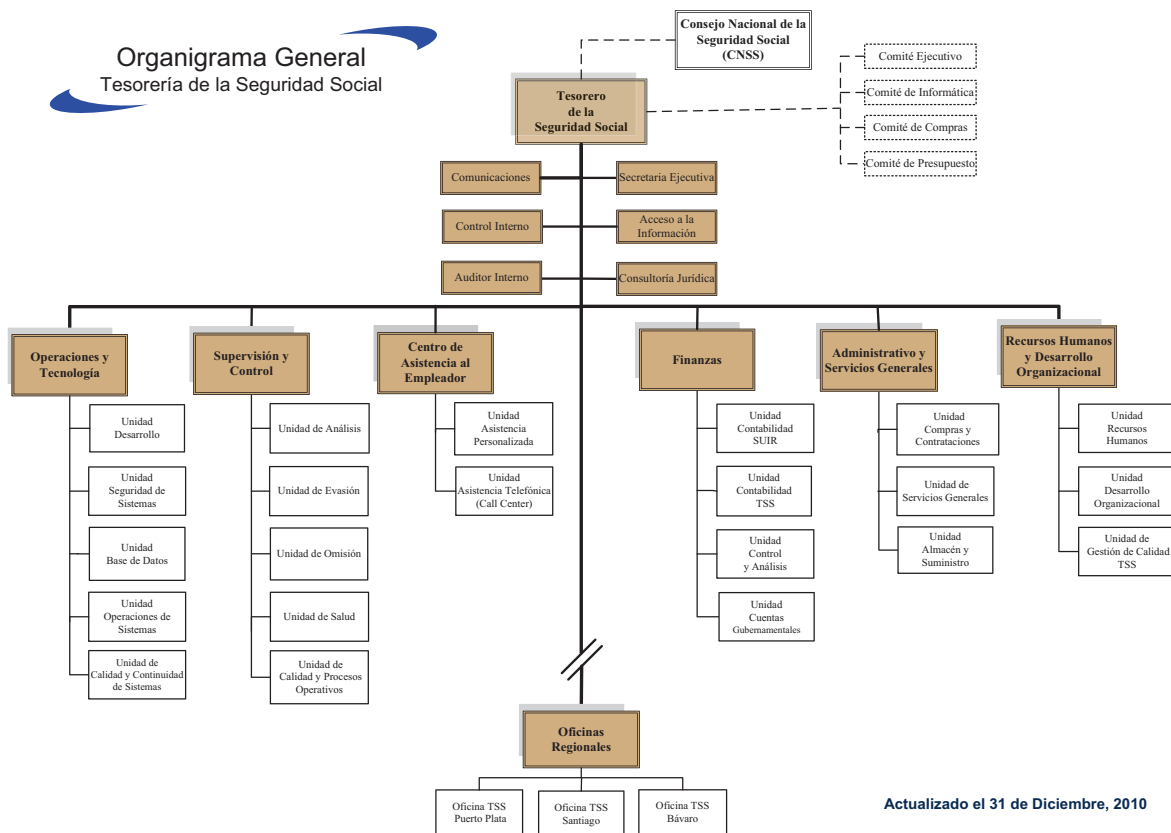 Organigrama General
Tesorería de la Seguridad Social
Consejo Nacional de la
Seguridad Social
(CNSS)
Tesorero
de la
Seguridad Social
Comité Ejecutivo
Comité de Informática
Comité de Compras
Comité de Presupuesto
Comunicaciones
Secretaria Ejecutiva
Control Interno
Acceso a la
Información
Auditor Interno
Consultoría Jurídica
Operaciones y
Tecnología
Supervisión y
Control
Centro de
Asistencia al
Empleador
Finanzas
Administrativo y
Servicios Generales
Recursos Humanos
y Desarrollo
Organizacional
Unidad
Desarrollo
Unidad
Seguridad de
Sistemas
Unidad
Base de Datos
Unidad
Operaciones de
Sistemas
Unidad de
Calidad y Continuidad
de Sistemas
Unidad de Análisis
Unidad de Evasión
Unidad de Omisión
Unidad de Salud
Unidad de
Calidad y Procesos
Operativos
Unidad
Asistencia
Personalizada
Unidad
Asistencia Telefónica
(Call Center)
Unidad
Contabilidad
SUIR
Unidad
Contabilidad
TSS
Unidad
Control
y Análisis
Unidad
Cuentas
Gubernamentales
Unidad
Compras y
Contrataciones
Unidad de
Servicios Generales
Unidad
Almacén y
Suministro
Unidad
Recursos
Humanos
Unidad
Desarrollo
Organizacional
Unidad de
Gestión de Calidad
TSS
Oficinas
Regionales
Oficina TSS
Puerto Plata
Oficina TSS
Santiago
Oficina TSS
Bávaro
Actualizado el 31 de Diciembre, 2010